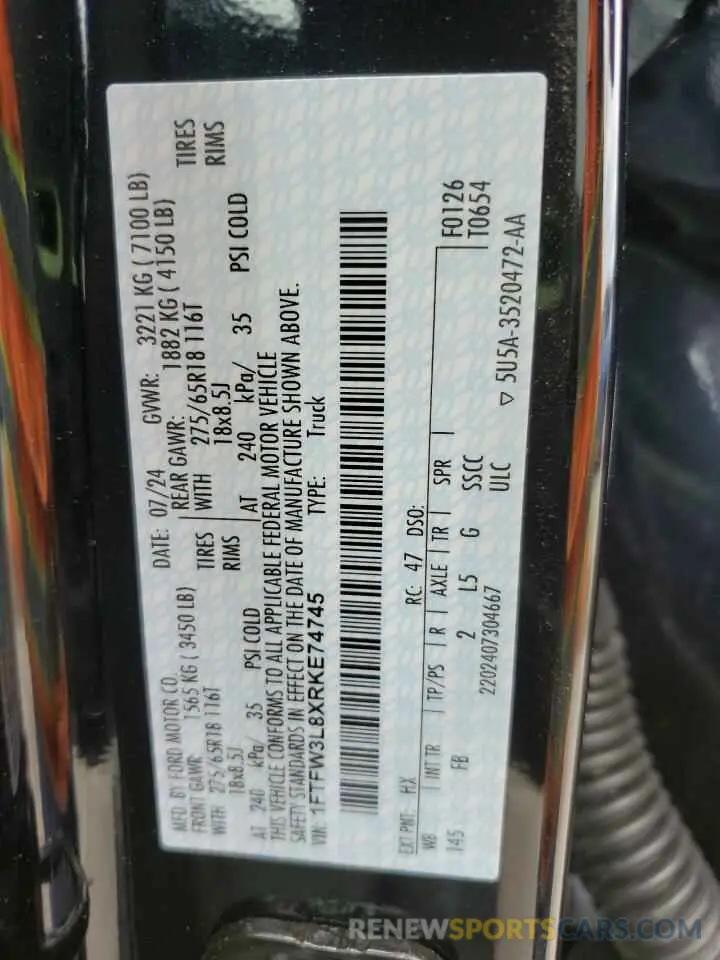 MFD. BY FORD MOTOR CO.
DATE: 07/24 GVWR: 3221 KG ( 7100 LB)
FRONT GAWR: 1565 KG ( 3450 LB) REAR GAWR: 1882 KG ( 4150 LB)
WITH 275/65R18 116T TIRES WITH 275/65R18 116T TIRES
18x8.5J RIMS 18x8.5J RIMS
AT 240 kPa/ 35 PSI COLD AT 240 kPa/ 35 PSI COLD
THIS VEHICLE CONFORMS TO ALL APPLICABLE FEDERAL MOTOR VEHICLE
SAFETY STANDARDS IN EFFECT ON THE DATE OF MANUFACTURE SHOWN ABOVE.
VIN: 1FTFW3L8XRKE74745 TYPE: Truck
EXT PNT: HX RC: 47 DSO: F0126
WB INT TR TP/PS R AXLE TR SPR T0654
145 FB 2 L5 G SSCC
ULC
2202407304667 ▽ 5U5A-3520472-AA
RENEWSPORTSCARS.COM